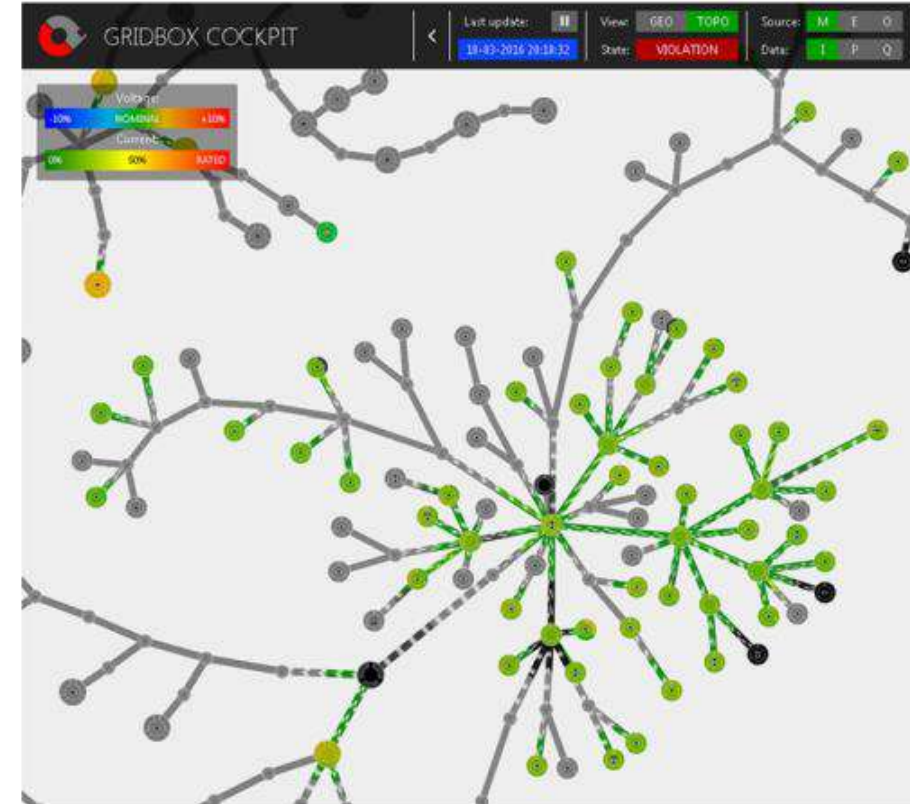 GRIDBOX COCKPIT
<
Last update:
18-03-2016 20:18:32
View: GEO TOPO
State: VIOLATION
Source: M E O
Data: I P Q
Voltage:
-10% NOMINAL +10%
Current:
0% 50% RATED